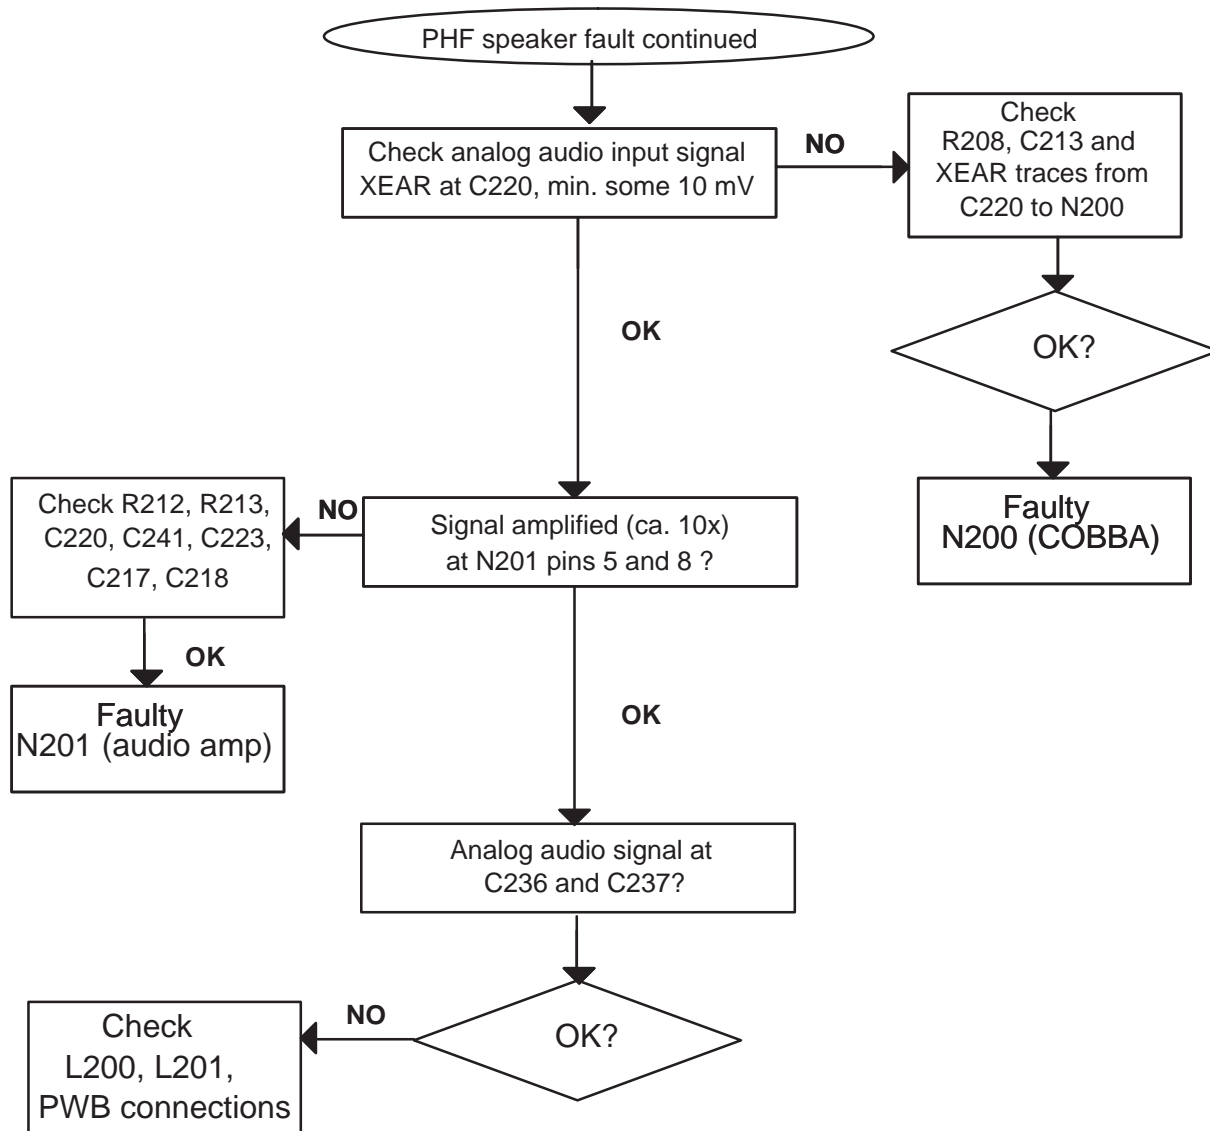 PHF speaker fault continued
Check analog audio input signal
XEAR at C220, min. some 10 mV
NO
Check
R208, C213 and
XEAR traces from
C220 to N200
OK
OK?
Faulty
N200 (COBBA)
Signal amplified (ca. 10x)
at N201 pins 5 and 8 ?
NO
Check R212, R213,
C220, C241, C223,
C217, C218
OK
Faulty
N201 (audio amp)
OK
Analog audio signal at
C236 and C237?
OK?
NO
Check
L200, L201,
PWB connections